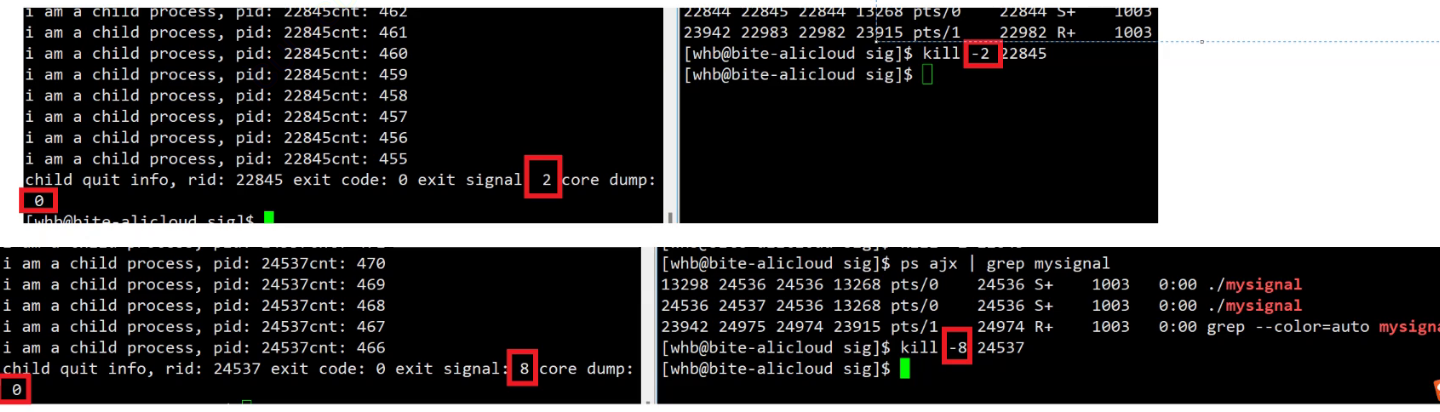 i am a child process, pid: 22845cnt: 462
i am a child process, pid: 22845cnt: 461
i am a child process, pid: 22845cnt: 460
i am a child process, pid: 22845cnt: 459
i am a child process, pid: 22845cnt: 458
i am a child process, pid: 22845cnt: 457
i am a child process, pid: 22845cnt: 456
i am a child process, pid: 22845cnt: 455
child quit info, rid: 22845 exit code: 0 exit signal 2 core dump:
0
[whb@bite-alicloud sig]$
22844 22845 22844 13268 pts/0 22844 S+ 1003
23942 22983 22982 23915 pts/1 22982 R+ 1003
[whb@bite-alicloud sig]$ kill -2 22845
[whb@bite-alicloud sig]$
i am a child process, pid: 24537cnt: 470
i am a child process, pid: 24537cnt: 469
i am a child process, pid: 24537cnt: 468
i am a child process, pid: 24537cnt: 467
i am a child process, pid: 24537cnt: 466
child quit info, rid: 24537 exit code: 0 exit signal: 8 core dump:
0
[whb@bite-alicloud sig]$ ps ajx | grep mysignal
13298 24536 24536 13268 pts/0 24536 S+ 1003 0:00 ./mysignal
24536 24537 24536 13268 pts/0 24536 S+ 1003 0:00 ./mysignal
23942 24975 24974 23915 pts/1 24974 R+ 1003 0:00 grep --color=auto mysigna
[whb@bite-alicloud sig]$ kill -8 24537
[whb@bite-alicloud sig]$